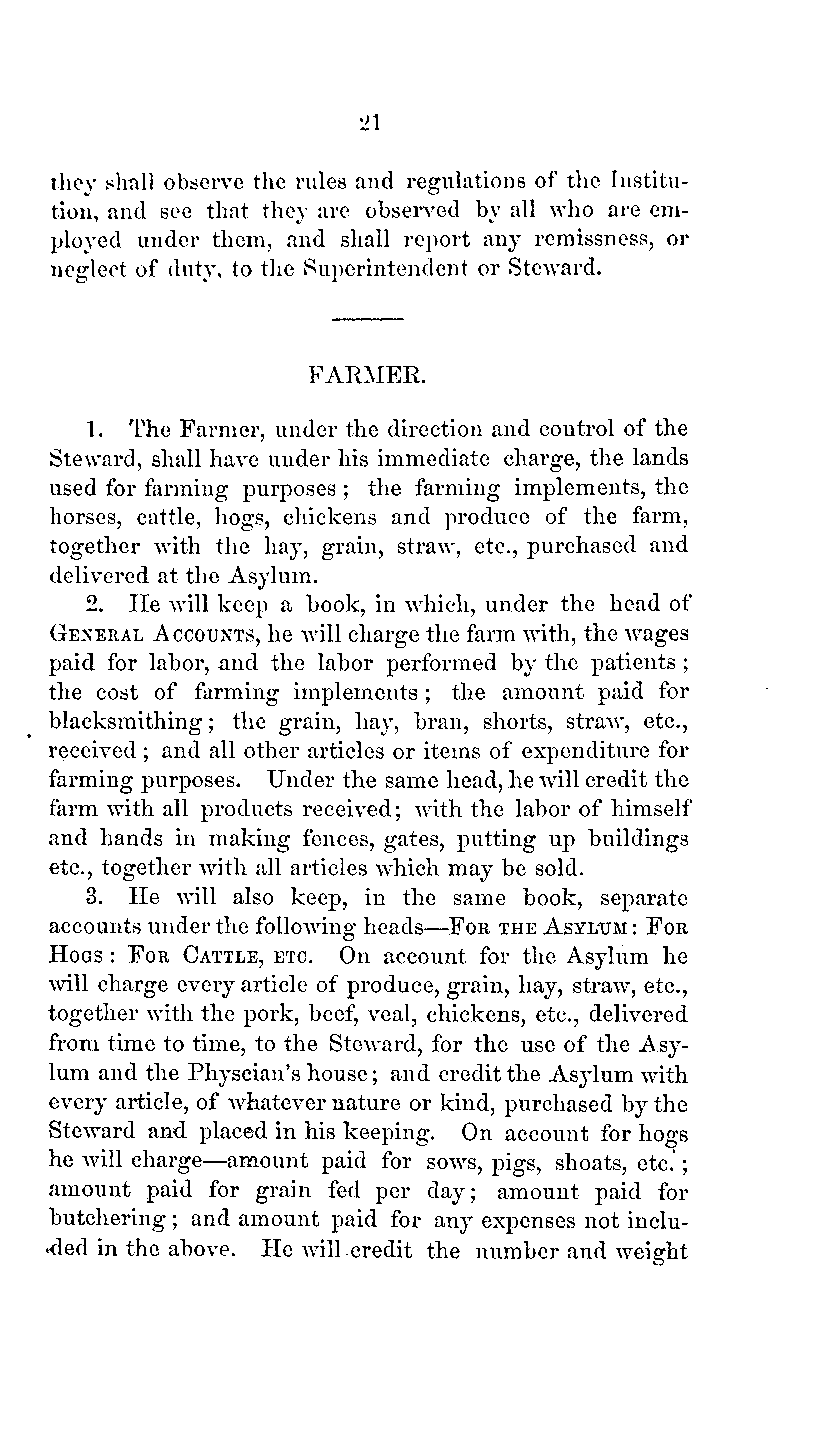 21
they shall observe the rules and regulations of the Institu-
tion, and see that they are observed by all who are em-
ployed under them, and shall report any remissness, or
neglect of duty, to the Superintendent or Steward.
FARMER.
1. The Farmer, under the direction and control of the
Steward, shall have under his immediate charge, the lands
used for farming purposes; the farming implements, the
horses, cattle, hogs, chickens and produce of the farm,
together with the hay, grain, straw, etc., purchased and
delivered at the Asylum.
2. He will keep a book, in which, under the head of
GENERAL ACCOUNTS, he will charge the farm with, the wages
paid for labor, and the labor performed by the patients;
the cost of farming implements; the amount paid for
blacksmithing; the grain, hay, bran, shorts, straw, etc.,
received; and all other articles or items of expenditure for
farming purposes. Under the same head, he will credit the
farm with all products received; with the labor of himself
and hands in making fences, gates, putting up buildings
etc., together with all articles which may be sold.
3. He will also keep, in the same book, separate
accounts under the following heads—FOR THE ASYLUM: FOR
HOGS: FOR CATTLE, ETC. On account for the Asylum he
will charge every article of produce, grain, hay, straw, etc.,
together with the pork, beef, veal, chickens, etc., delivered
from time to time, to the Steward, for the use of the Asy-
lum and the Physcian's house; and credit the Asylum with
every article, of whatever nature or kind, purchased by the
Steward and placed in his keeping. On account for hogs
he will charge—amount paid for sows, pigs, shoats, etc.;
amount paid for grain fed per day; amount paid for
butchering; and amount paid for any expenses not inclu-
ded in the above. He will credit the number and weight